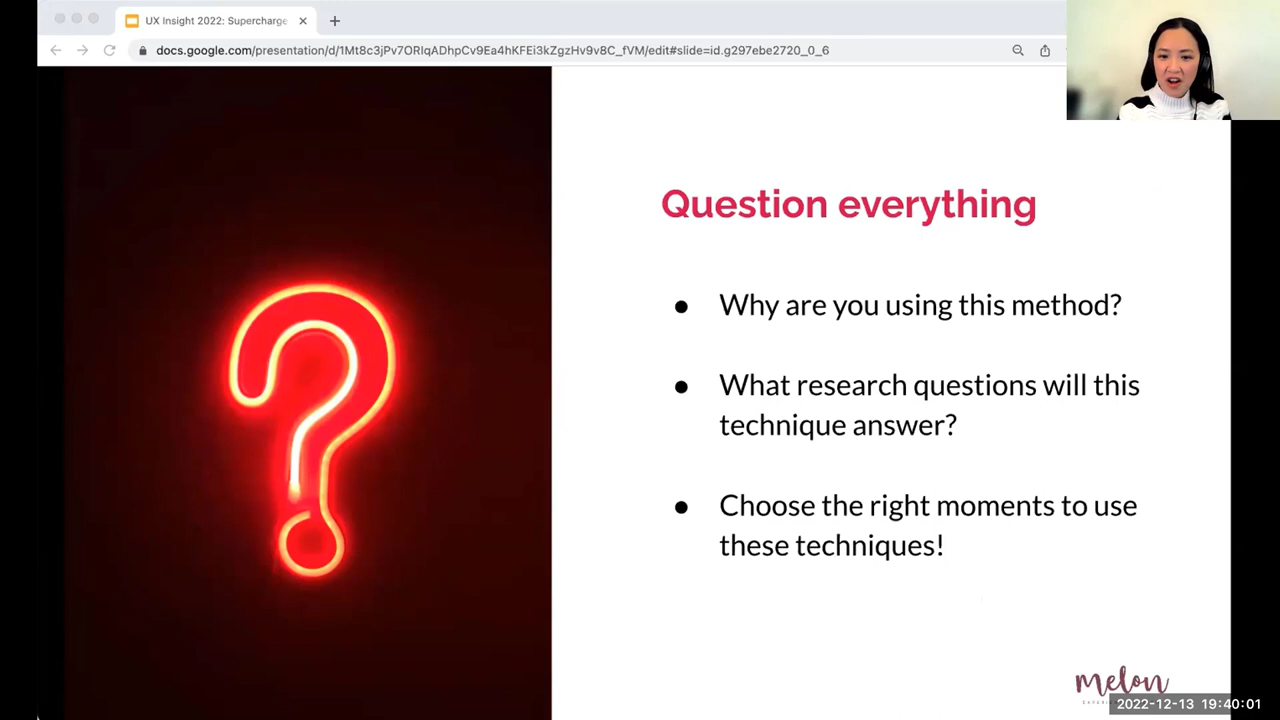 UX Insight 2022: Supercharge
docs.google.com/presentation/d/1Mt8c3jPv7ORIqADhpCv9Ea4hKFEi3kZgzHv9v8C_fVM/edit#slide=id.g297ebe2720_0_6
Question everything
● Why are you using this method?
● What research questions will this
technique answer?
● Choose the right moments to use
these techniques!
melon
2022-12-13 19:40:01